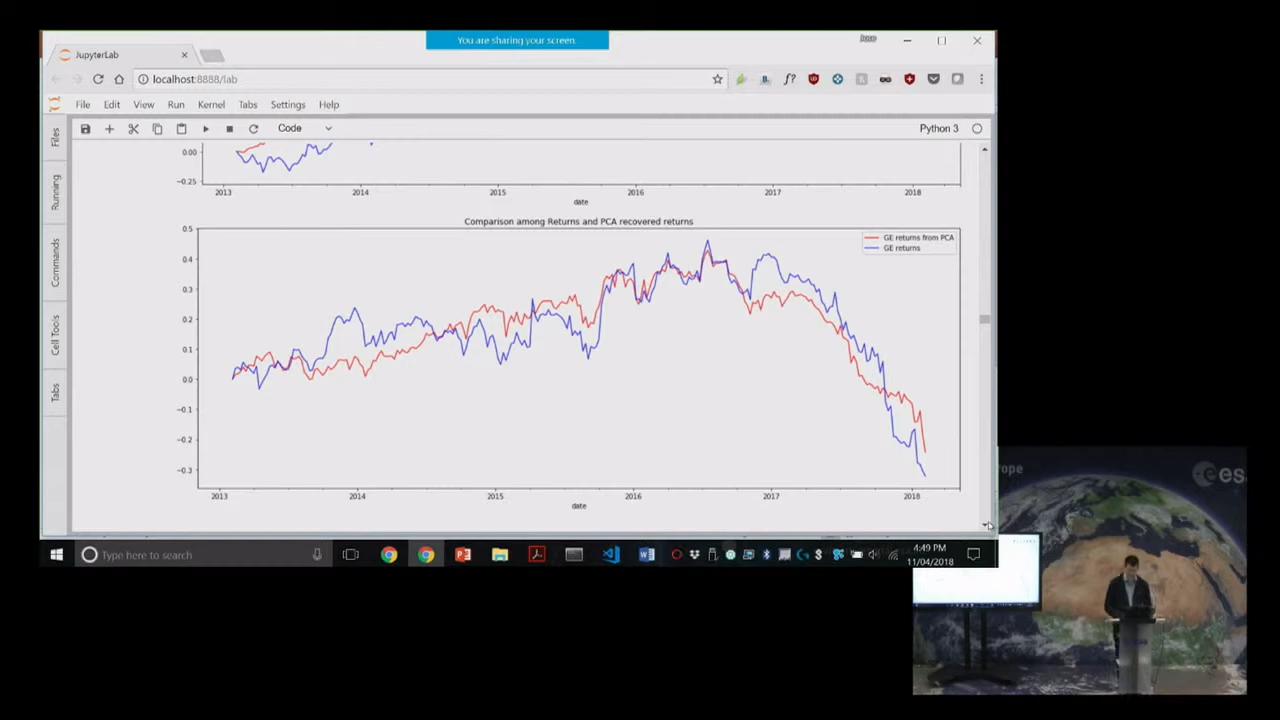 You are sharing your screen
Jose
JupyterLab
localhost:8888/lab
f?
File Edit View Run Kernel Tabs Settings Help
Code
Python 3
Files
Running
Commands
Cell Tools
Tabs
0.00
−0.25
2013 2014 2015 2016 2017 2018
date
Comparison among Returns and PCA recovered returns
GE returns from PCA
GE returns
0.5
0.4
0.3
0.2
0.1
0.0
−0.1
−0.2
−0.3
2013 2014 2015 2016 2017 2018
date
Type here to search
4:49 PM
11/04/2018
rope
es